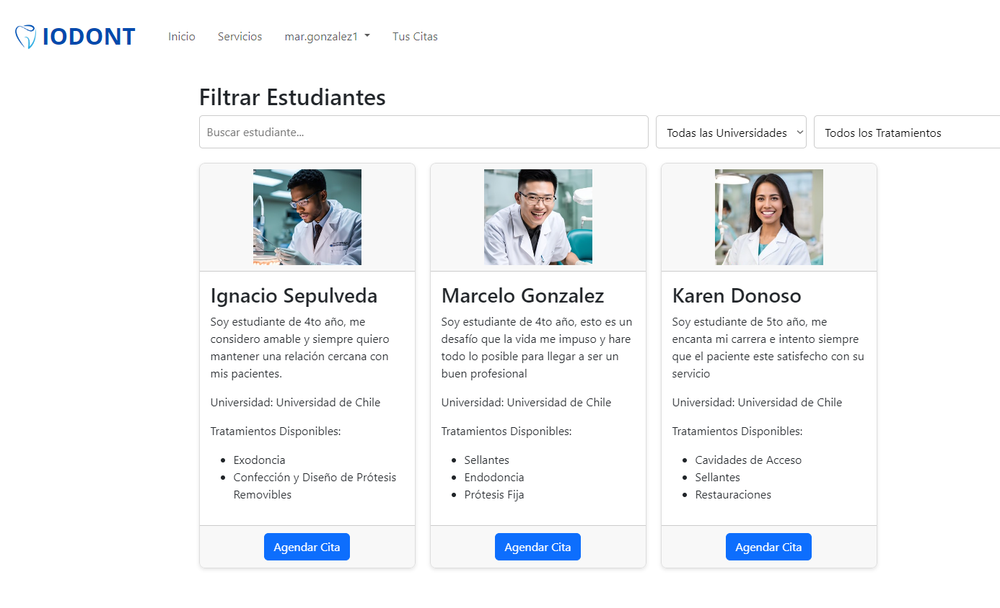 IODONT
Inicio
Servicios
mar.gonzalez1
Tus Citas
Filtrar Estudiantes
Buscar estudiante...
Todas las Universidades
Todos los Tratamientos
Ignacio Sepulveda
Soy estudiante de 4to año, me
considero amable y siempre quiero
mantener una relación cercana con
mis pacientes.
Universidad: Universidad de Chile
Tratamientos Disponibles:
Exodoncia
Confección y Diseño de Prótesis
Removibles
Agendar Cita
Marcelo Gonzalez
Soy estudiante de 4to año, esto es un
desafío que la vida me impuso y hare
todo lo posible para llegar a ser un
buen profesional
Universidad: Universidad de Chile
Tratamientos Disponibles:
Sellantes
Endodoncia
Prótesis Fija
Agendar Cita
Karen Donoso
Soy estudiante de 5to año, me
encanta mi carrera e intento siempre
que el paciente este satisfecho con su
servicio
Universidad: Universidad de Chile
Tratamientos Disponibles:
Cavidades de Acceso
Sellantes
Restauraciones
Agendar Cita